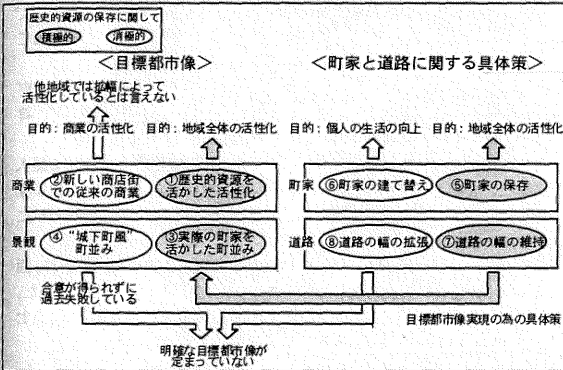 歴史的資源の保存に関して
積極的
消極的
＜目標都市像＞
＜町家と道路に関する具体策＞
他地域では拡幅によって
活性化しているとは言えない
目的：商業の活性化
目的：地域全体の活性化
目的：個人の生活の向上
目的：地域全体の活性化
商業
②新しい商店街
での従来の商業
①歴史的資源を
活かした活性化
町家
⑥町家の建て替え
⑤町家の保存
景観
④“城下町風”
町並み
③実際の町家を
活かした町並み
道路
⑧道路の幅の拡張
⑦道路の幅の維持
合意が得られずに
過去失敗している
目標都市像実現の為の具体策
明確な目標都市像が
定まっていない